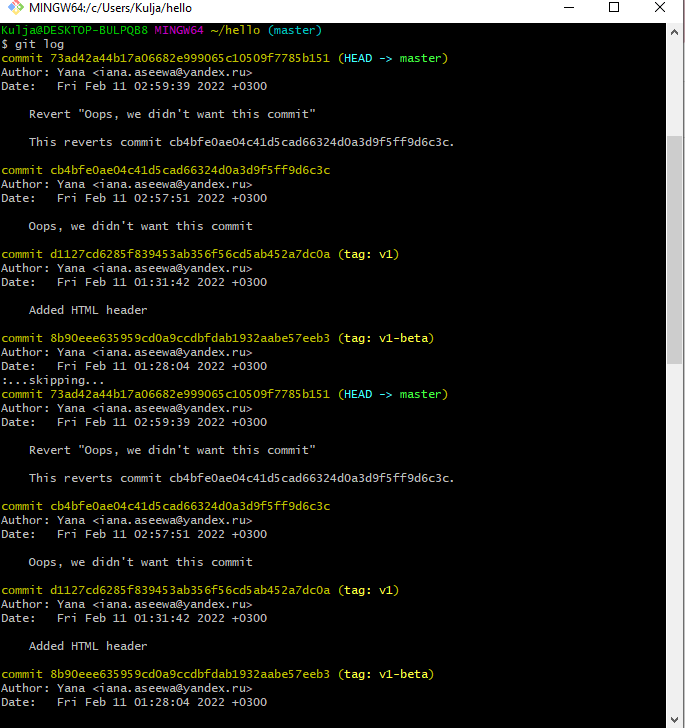 MINGW64:/c/Users/Kulja/hello
Kulja@DESKTOP-BULPQB8 MINGW64 ~/hello (master)
$ git log
commit 73ad42a44b17a06682e999065c10509f7785b151 (HEAD -> master)
Author: Yana <iana.aseewa@yandex.ru>
Date:   Fri Feb 11 02:59:39 2022 +0300
    Revert "Oops, we didn't want this commit"
    This reverts commit cb4bfe0ae04c41d5cad66324d0a3d9f5ff9d6c3c.
commit cb4bfe0ae04c41d5cad66324d0a3d9f5ff9d6c3c
Author: Yana <iana.aseewa@yandex.ru>
Date:   Fri Feb 11 02:57:51 2022 +0300
    Oops, we didn't want this commit
commit d1127cd6285f839453ab356f56cd5ab452a7dc0a (tag: v1)
Author: Yana <iana.aseewa@yandex.ru>
Date:   Fri Feb 11 01:31:42 2022 +0300
    Added HTML header
commit 8b90eee635959cd0a9ccdbfdab1932aabe57eeb3 (tag: v1-beta)
Author: Yana <iana.aseewa@yandex.ru>
Date:   Fri Feb 11 01:28:04 2022 +0300
:...skipping...
commit 73ad42a44b17a06682e999065c10509f7785b151 (HEAD -> master)
Author: Yana <iana.aseewa@yandex.ru>
Date:   Fri Feb 11 02:59:39 2022 +0300
    Revert "Oops, we didn't want this commit"
    This reverts commit cb4bfe0ae04c41d5cad66324d0a3d9f5ff9d6c3c.
commit cb4bfe0ae04c41d5cad66324d0a3d9f5ff9d6c3c
Author: Yana <iana.aseewa@yandex.ru>
Date:   Fri Feb 11 02:57:51 2022 +0300
    Oops, we didn't want this commit
commit d1127cd6285f839453ab356f56cd5ab452a7dc0a (tag: v1)
Author: Yana <iana.aseewa@yandex.ru>
Date:   Fri Feb 11 01:31:42 2022 +0300
    Added HTML header
commit 8b90eee635959cd0a9ccdbfdab1932aabe57eeb3 (tag: v1-beta)
Author: Yana <iana.aseewa@yandex.ru>
Date:   Fri Feb 11 01:28:04 2022 +0300